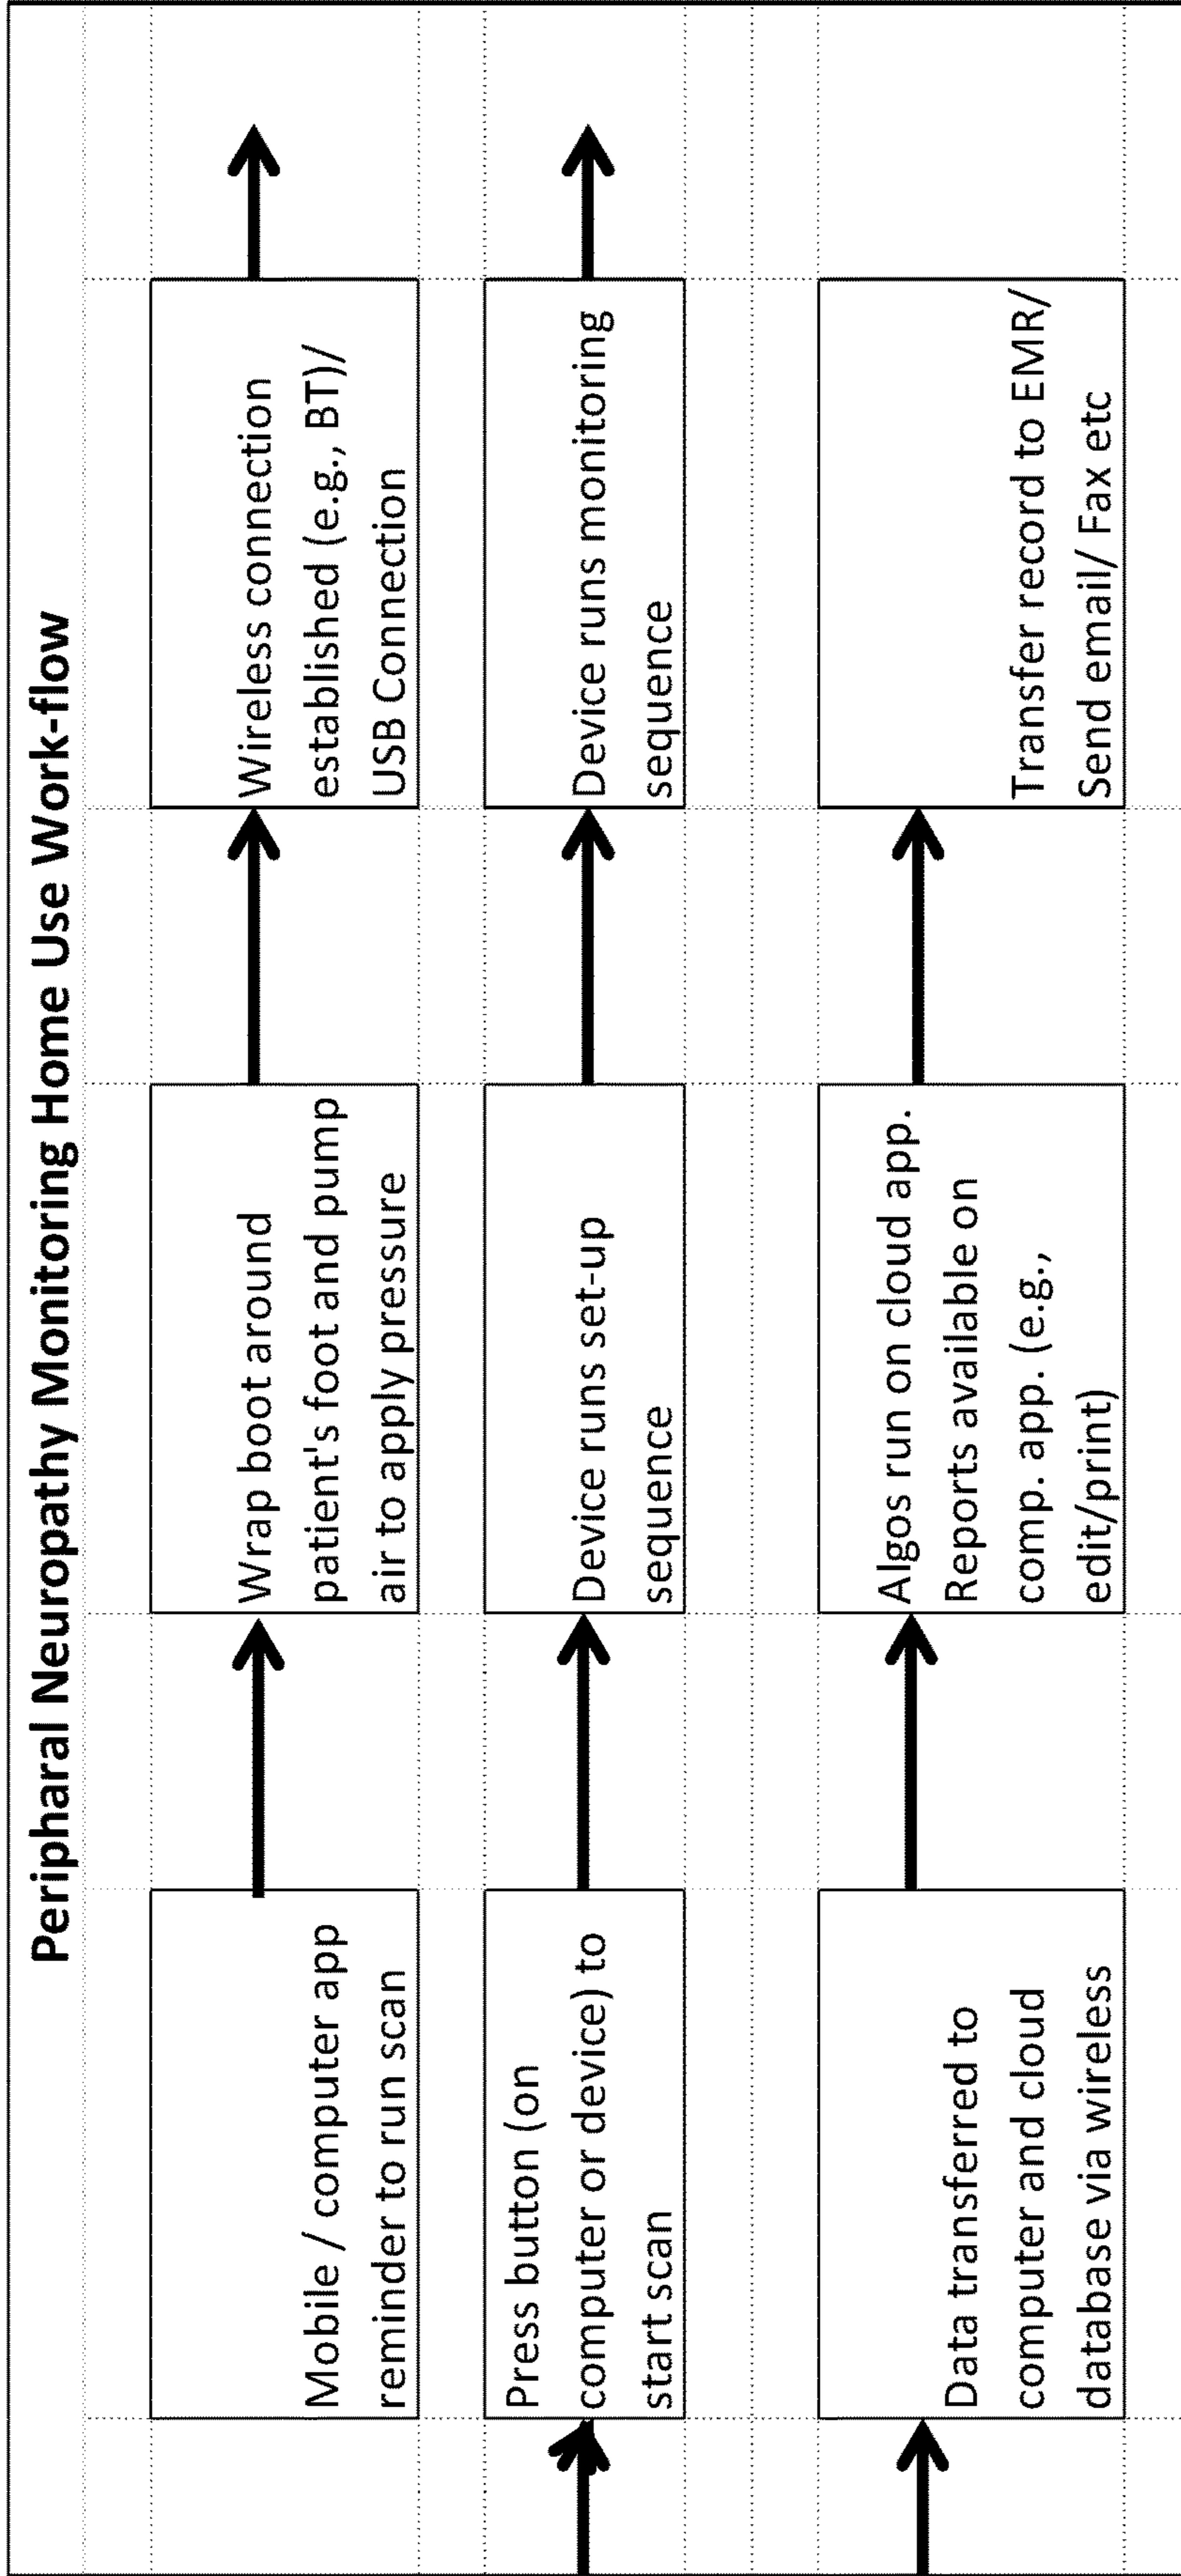 Peripharal Neuropathy Monitoring Home Use Work-flow
Mobile / computer app
reminder to run scan
Wrap boot around
patient's foot and pump
air to apply pressure
Wireless connection
established (e.g., BT)/
USB Connection
Press button (on
computer or device) to
start scan
Device runs set-up
sequence
Device runs monitoring
sequence
Data transferred to
computer and cloud
database via wireless
Algos run on cloud app.
Reports available on
comp. app. (e.g.,
edit/print)
Transfer record to EMR/
Send email/ Fax etc